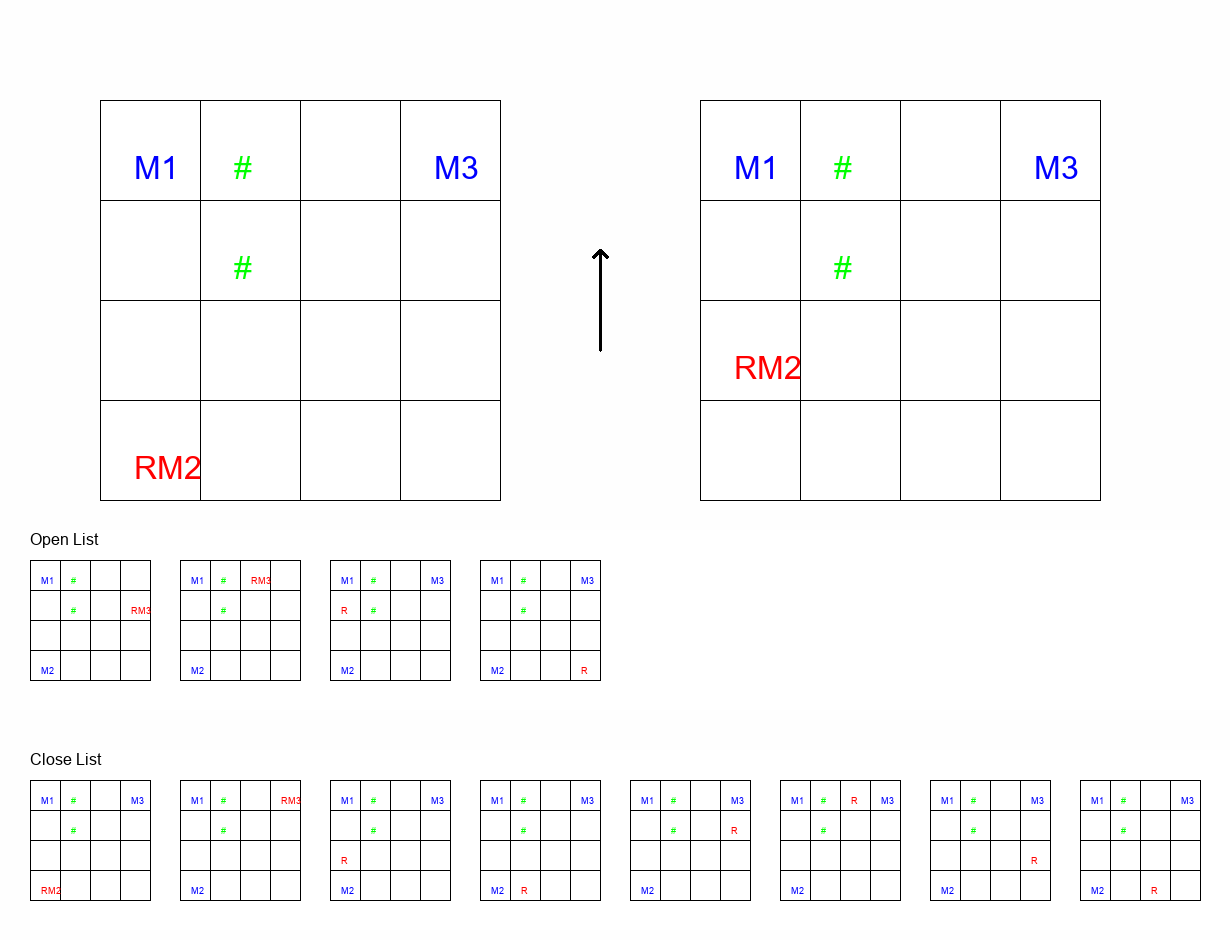 M1 # M3 M1 # M3
# #
RM2
RM2
Open List
M1 # M1 # RM3 M1 # M3 M1 # M3
# RM3 # R # #
M2 M2 M2 M2 R
Close List
M1 # M3 M1 # RM3 M1 # M3 M1 # M3 M1 # M3 M1 # R M3 M1 # M3 M1 # M3
# # # # # R # # #
R R
RM2 M2 M2 M2 R M2 M2 M2 M2 R